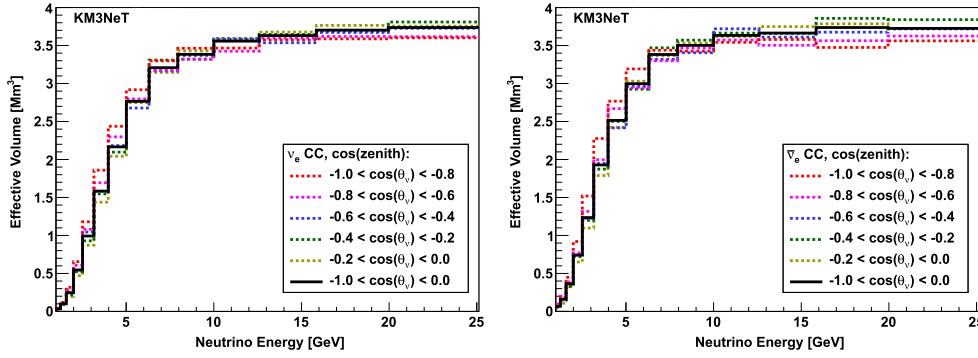 KM3NeT
Effective Volume [Mm³]
4
3.5
3
2.5
2
1.5
1
0.5
0
ν_e CC, cos(zenith):
-1.0 < cos(θ_ν) < -0.8
-0.8 < cos(θ_ν) < -0.6
-0.6 < cos(θ_ν) < -0.4
-0.4 < cos(θ_ν) < -0.2
-0.2 < cos(θ_ν) < 0.0
-1.0 < cos(θ_ν) < 0.0
5 10 15 20 25
Neutrino Energy [GeV]
KM3NeT
Effective Volume [Mm³]
4
3.5
3
2.5
2
1.5
1
0.5
0
ν̅_e CC, cos(zenith):
-1.0 < cos(θ_ν) < -0.8
-0.8 < cos(θ_ν) < -0.6
-0.6 < cos(θ_ν) < -0.4
-0.4 < cos(θ_ν) < -0.2
-0.2 < cos(θ_ν) < 0.0
-1.0 < cos(θ_ν) < 0.0
5 10 15 20 25
Neutrino Energy [GeV]